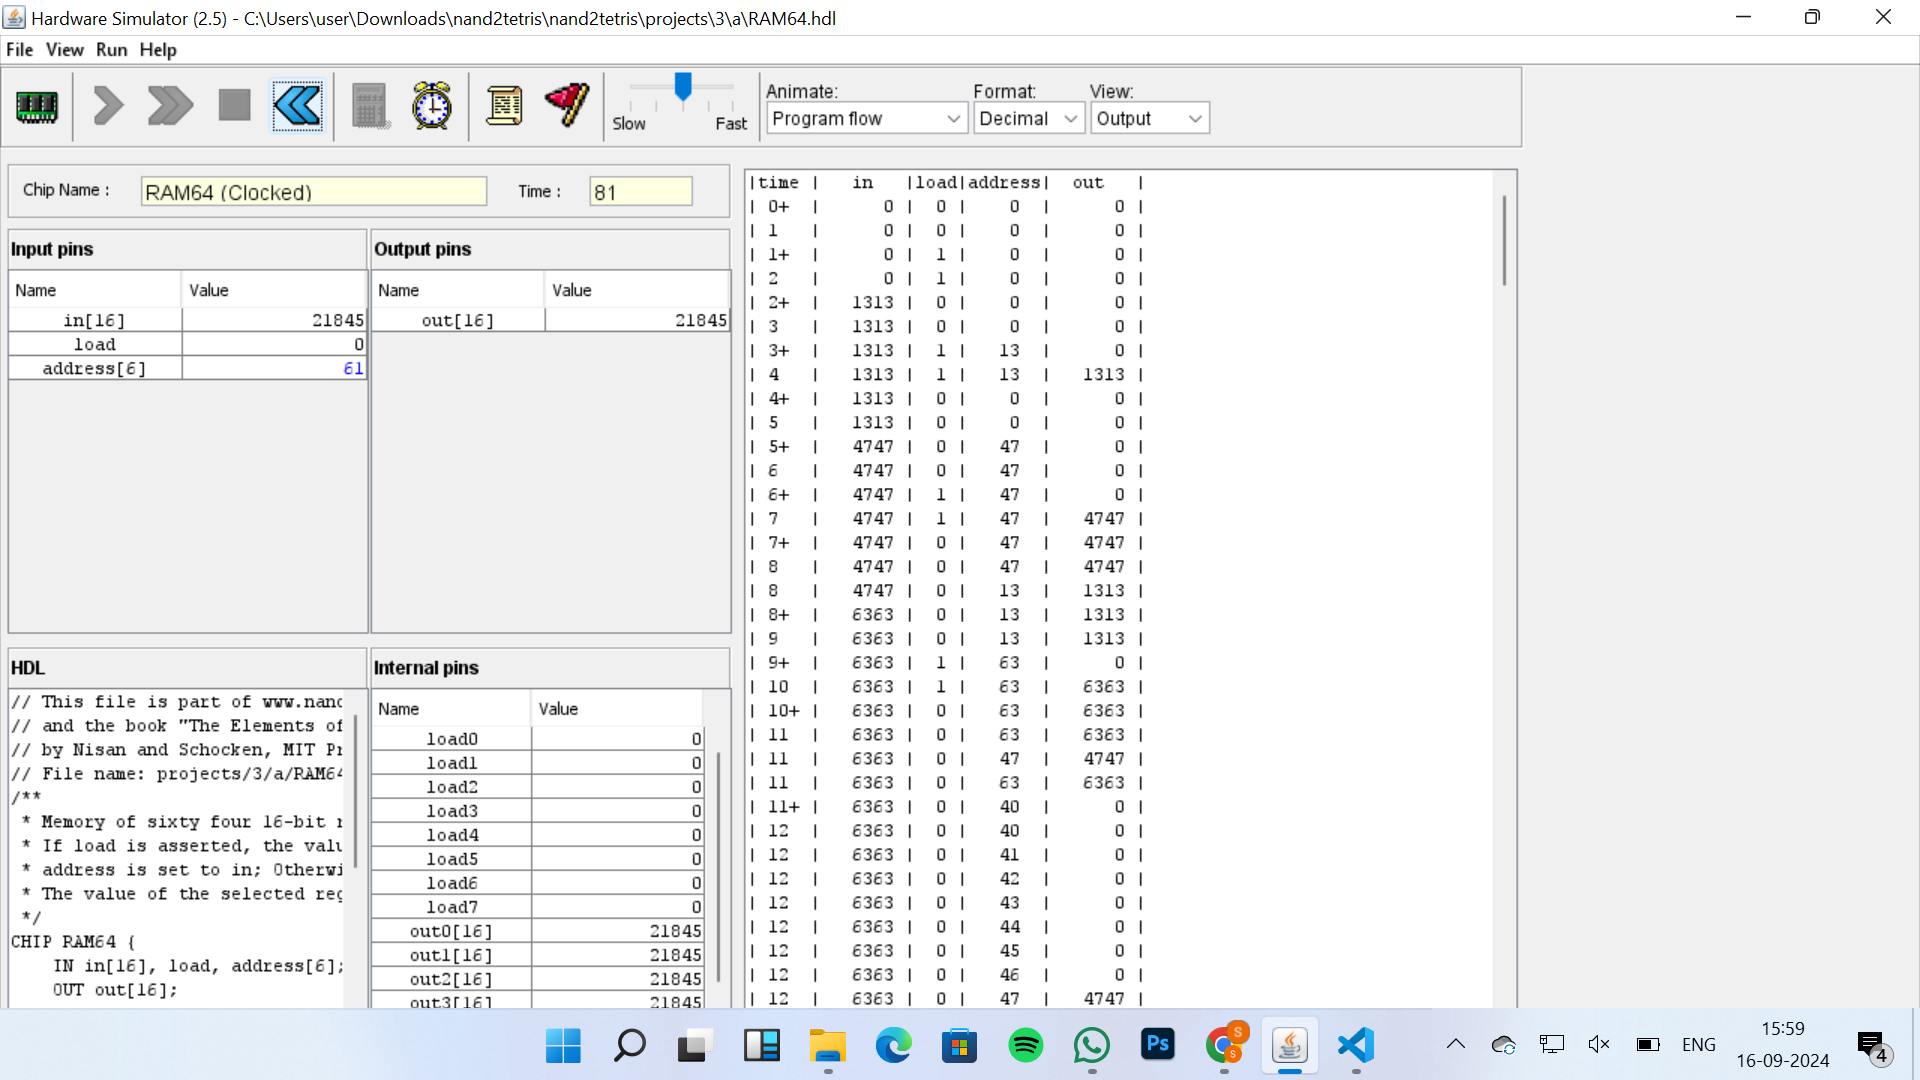 Hardware Simulator (2.5) - C:\Users\user\Downloads\nand2tetris\nand2tetris\projects\3\a\RAM64.hdl
File View Run Help
Slow Fast
Animate: Format: View:
Program flow Decimal Output
Chip Name : RAM64 (Clocked) Time : 81
Input pins
Name Value
in[16] 21845
load 0
address[6] 61
Output pins
Name Value
out[16] 21845
HDL
// This file is part of www.nand
// and the book "The Elements of
// by Nisan and Schocken, MIT Pr
// File name: projects/3/a/RAM64
/**
* Memory of sixty four 16-bit r
* If load is asserted, the valu
* address is set to in; Otherwi
* The value of the selected reg
*/
CHIP RAM64 {
IN in[16], load, address[6];
OUT out[16];
Internal pins
Name Value
load0 0
load1 0
load2 0
load3 0
load4 0
load5 0
load6 0
load7 0
out0[16] 21845
out1[16] 21845
out2[16] 21845
out3[16] 21845
|time | in |load|address| out |
| 0+ | 0 | 0 | 0 | 0 |
| 1 | 0 | 0 | 0 | 0 |
| 1+ | 0 | 1 | 0 | 0 |
| 2 | 0 | 1 | 0 | 0 |
| 2+ | 1313 | 0 | 0 | 0 |
| 3 | 1313 | 0 | 0 | 0 |
| 3+ | 1313 | 1 | 13 | 0 |
| 4 | 1313 | 1 | 13 | 1313 |
| 4+ | 1313 | 0 | 0 | 0 |
| 5 | 1313 | 0 | 0 | 0 |
| 5+ | 4747 | 0 | 47 | 0 |
| 6 | 4747 | 0 | 47 | 0 |
| 6+ | 4747 | 1 | 47 | 0 |
| 7 | 4747 | 1 | 47 | 4747 |
| 7+ | 4747 | 0 | 47 | 4747 |
| 8 | 4747 | 0 | 47 | 4747 |
| 8 | 4747 | 0 | 13 | 1313 |
| 8+ | 6363 | 0 | 13 | 1313 |
| 9 | 6363 | 0 | 13 | 1313 |
| 9+ | 6363 | 1 | 63 | 0 |
| 10 | 6363 | 1 | 63 | 6363 |
| 10+ | 6363 | 0 | 63 | 6363 |
| 11 | 6363 | 0 | 63 | 6363 |
| 11 | 6363 | 0 | 47 | 4747 |
| 11 | 6363 | 0 | 63 | 6363 |
| 11+ | 6363 | 0 | 40 | 0 |
| 12 | 6363 | 0 | 40 | 0 |
| 12 | 6363 | 0 | 41 | 0 |
| 12 | 6363 | 0 | 42 | 0 |
| 12 | 6363 | 0 | 43 | 0 |
| 12 | 6363 | 0 | 44 | 0 |
| 12 | 6363 | 0 | 45 | 0 |
| 12 | 6363 | 0 | 46 | 0 |
| 12 | 6363 | 0 | 47 | 4747 |
Ps
S
S
ENG
15:59
16-09-2024
4